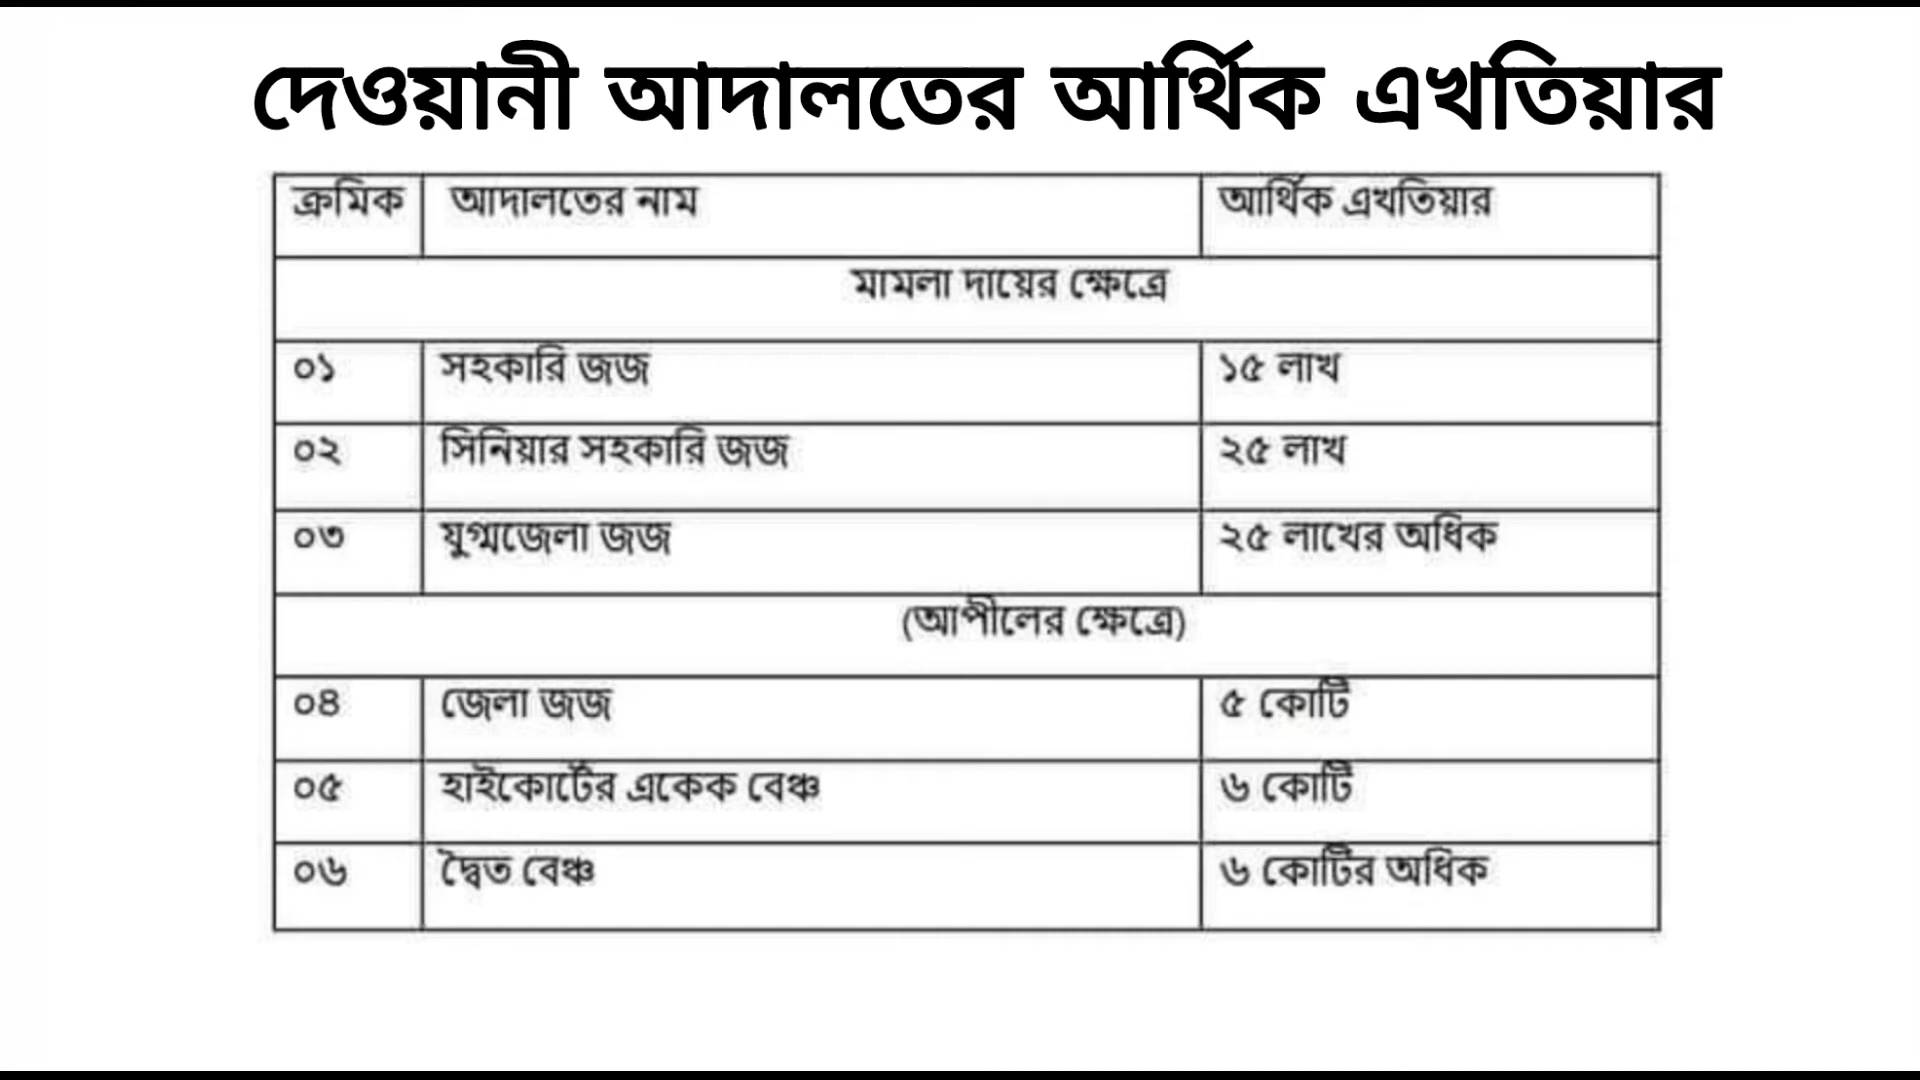 দেওয়ানী আদালতের আর্থিক এখতিয়ার
ক্রমিক আদালতের নাম আর্থিক এখতিয়ার
মামলা দায়ের ক্ষেত্রে
০১ সহকারি জজ ১৫ লাখ
০২ সিনিয়ার সহকারি জজ ২৫ লাখ
০৩ যুগ্মজেলা জজ ২৫ লাখের অধিক
(আপীলের ক্ষেত্রে)
০৪ জেলা জজ ৫ কোটি
০৫ হাইকোর্টের একেক বেঞ্চ ৬ কোটি
০৬ দ্বৈত বেঞ্চ ৬ কোটির অধিক